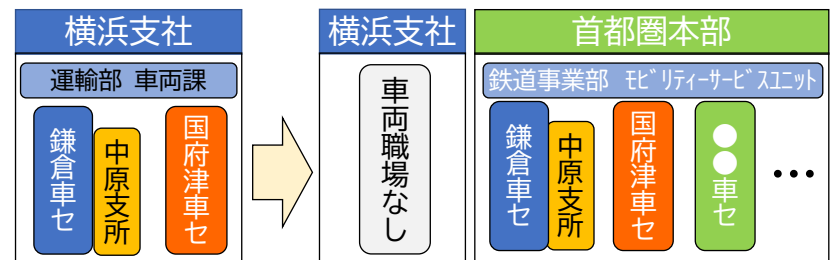 横浜支社
運輸部 車両課
鎌倉車セ
中原支所
国府津車セ
横浜支社
車両職場なし
首都圏本部
鉄道事業部 ﾓﾋﾞﾘﾃｨｰｻｰﾋﾞｽﾕﾆｯﾄ
鎌倉車セ
中原支所
国府津車セ
●●車セ
…